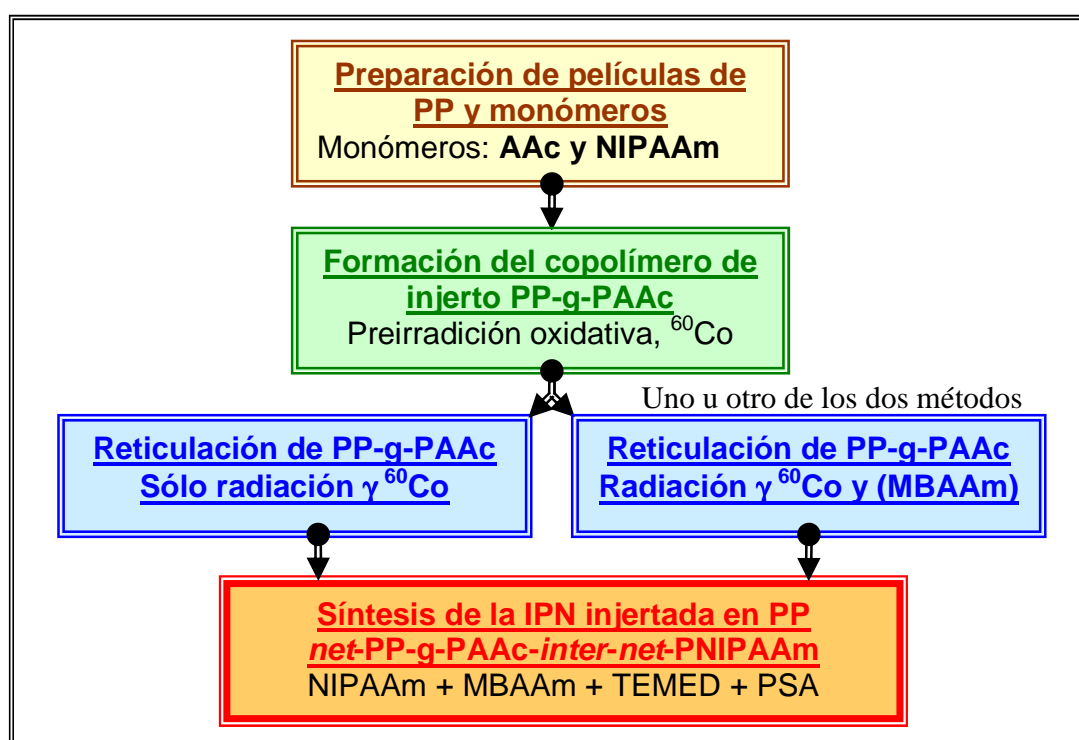 Preparación de películas de
PP y monómeros
Monómeros: AAc y NIPAAm
Formación del copolímero de
injerto PP-g-PAAc
Preirradición oxidativa, ⁶⁰Co
Uno u otro de los dos métodos
Reticulación de PP-g-PAAc
Sólo radiación γ ⁶⁰Co
Reticulación de PP-g-PAAc
Radiación γ ⁶⁰Co y (MBAAm)
Síntesis de la IPN injertada en PP
net-PP-g-PAAc-inter-net-PNIPAAm
NIPAAm + MBAAm + TEMED + PSA